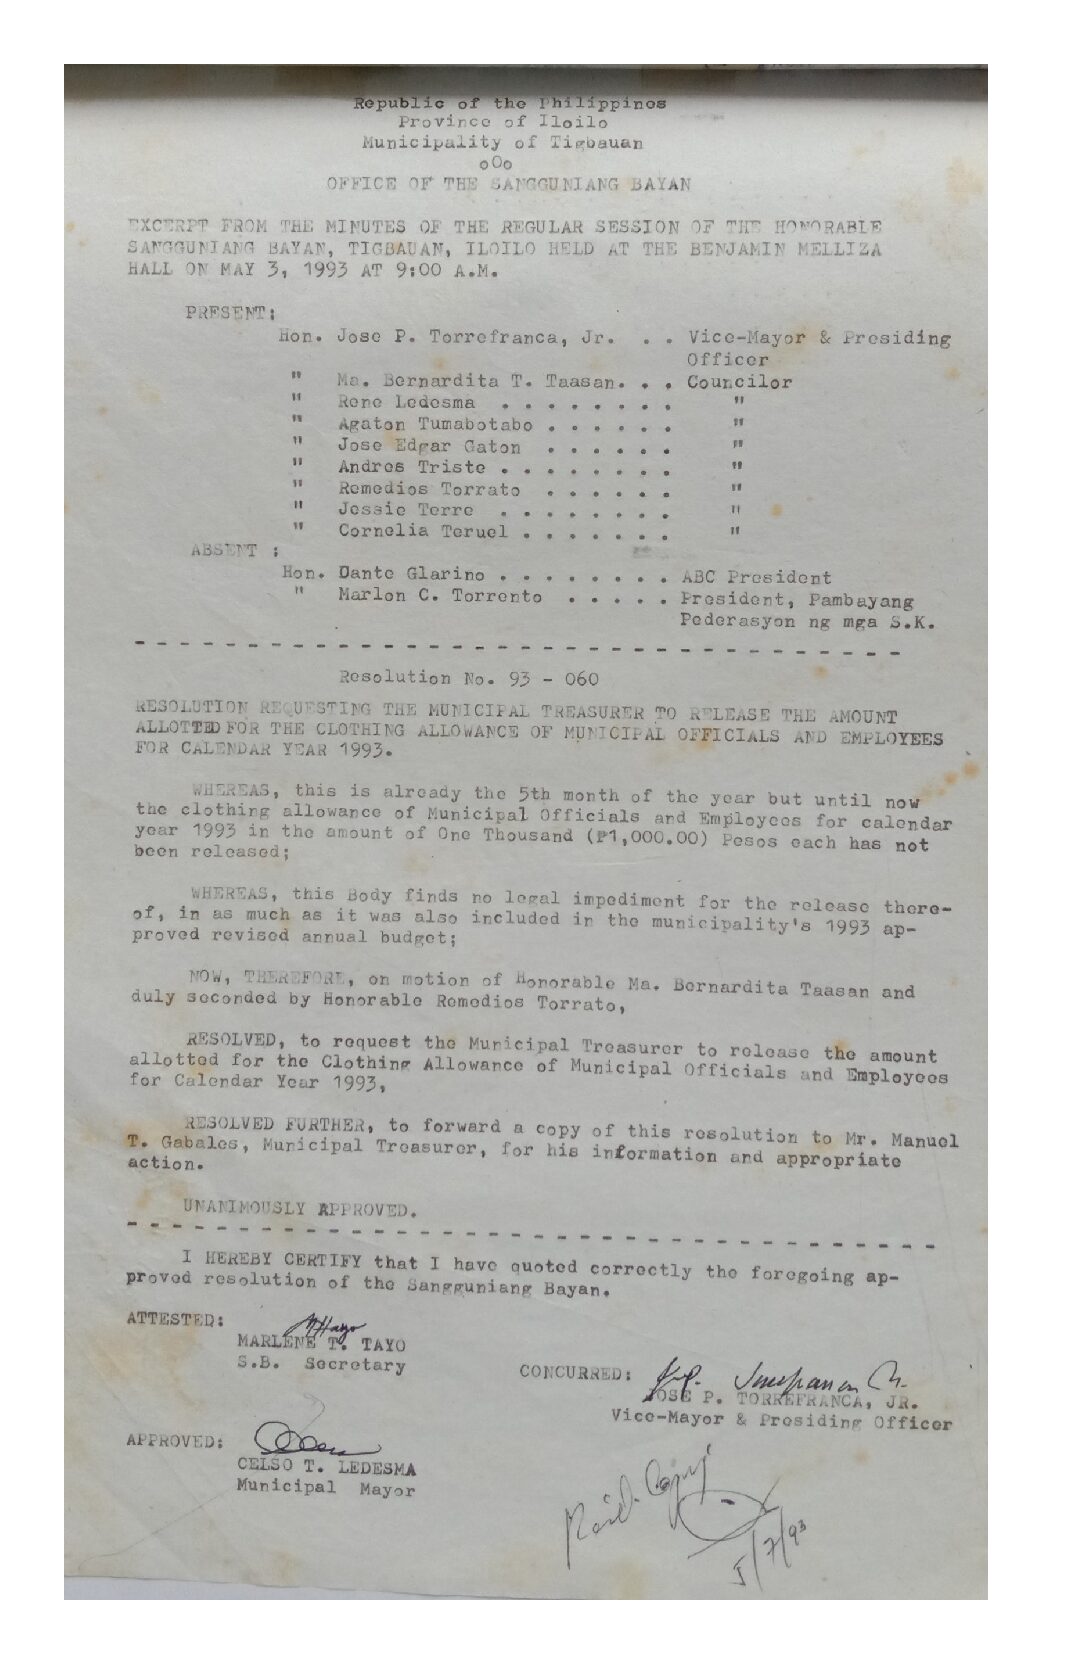 Republic of the Philippines
Province of Iloilo
Municipality of Tigbauan
oOo
OFFICE OF THE SANGGUNIANG BAYAN
EXCERPT FROM THE MINUTES OF THE REGULAR SESSION OF THE HONORABLE
SANGGUNIANG BAYAN, TIGBAUAN, ILOILO HELD AT THE BENJAMIN MELLIZA
HALL ON MAY 3, 1993 AT 9:00 A.M.
PRESENT:
Hon. Jose P. Torrefranca, Jr. . . Vice-Mayor & Presiding
Officer
" Ma. Bernardita T. Taasan. . . Councilor
" Rene Ledesma . . . . . . . . "
" Agaton Tumabotabo . . . . . . "
" Jose Edgar Gaton . . . . . . "
" Andres Triste . . . . . . . . "
" Remedios Torrato . . . . . . "
" Jessie Terre . . . . . . . . "
" Cornelia Teruel . . . . . . . "
ABSENT :
Hon. Dante Glarino . . . . . . . . ABC President
" Marlon C. Torrento . . . . . President, Pambayang
Pederasyon ng mga S.K.
Resolution No. 93 - 060
RESOLUTION REQUESTING THE MUNICIPAL TREASURER TO RELEASE THE AMOUNT
ALLOTTED FOR THE CLOTHING ALLOWANCE OF MUNICIPAL OFFICIALS AND EMPLOYEES
FOR CALENDAR YEAR 1993.
WHEREAS, this is already the 5th month of the year but until now
the clothing allowance of Municipal Officials and Employees for calendar
year 1993 in the amount of One Thousand (₱1,000.00) Pesos each has not
been released;
WHEREAS, this Body finds no legal impediment for the release there-
of, in as much as it was also included in the municipality's 1993 ap-
proved revised annual budget;
NOW, THEREFORE, on motion of Honorable Ma. Bernardita Taasan and
duly seconded by Honorable Remedios Torrato,
RESOLVED, to request the Municipal Treasurer to release the amount
allotted for the Clothing Allowance of Municipal Officials and Employees
for Calendar Year 1993,
RESOLVED FURTHER, to forward a copy of this resolution to Mr. Manuel
T. Gabales, Municipal Treasurer, for his information and appropriate
action.
UNANIMOUSLY APPROVED.
I HEREBY CERTIFY that I have quoted correctly the foregoing ap-
proved resolution of the Sangguniang Bayan.
ATTESTED:
MARLENE T. TAYO
S.B. Secretary
CONCURRED:
JOSE P. TORREFRANCA, JR.
Vice-Mayor & Presiding Officer
APPROVED:
CELSO T. LEDESMA
Municipal Mayor
5/7/93